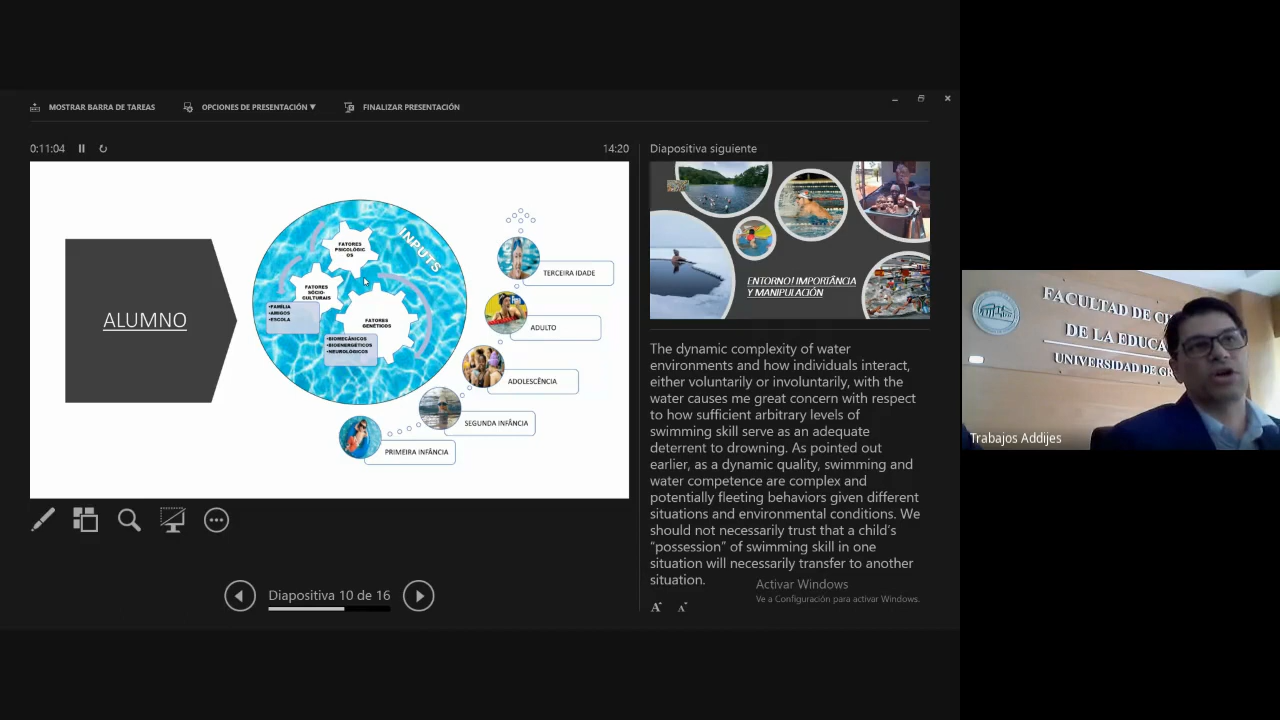 MOSTRAR BARRA DE TAREAS
OPCIONES DE PRESENTACIÓN ▼
FINALIZAR PRESENTACIÓN
0:11:04
14:20
ALUMNO
INPUTS
FATORES
PSICOLÓGIC
OS
FATORES
SÓCIO-
CULTURAIS
•FAMÍLIA
•AMIGOS
•ESCOLA
FATORES
GENÉTICOS
•BIOMECÂNICOS
•BIOENERGÉTICOS
•NEUROLÓGICOS
TERCEIRA IDADE
ADULTO
ADOLESCÊNCIA
SEGUNDA INFÂNCIA
PRIMEIRA INFÂNCIA
Diapositiva 10 de 16
Diapositiva siguiente
ENTORNO! IMPORTÂNCIA
Y MANIPULACIÓN
The dynamic complexity of water
environments and how individuals interact,
either voluntarily or involuntarily, with the
water causes me great concern with respect
to how sufficient arbitrary levels of
swimming skill serve as an adequate
deterrent to drowning. As pointed out
earlier, as a dynamic quality, swimming and
water competence are complex and
potentially fleeting behaviors given different
situations and environmental conditions. We
should not necessarily trust that a child's
"possession" of swimming skill in one
situation will necessarily transfer to another
situation.
Activar Windows
Ve a Configuración para activar Windows.
A A
FACULTAD DE CI
DE LA EDUCA
UNIVERSIDAD DE GR
Trabajos Addijes